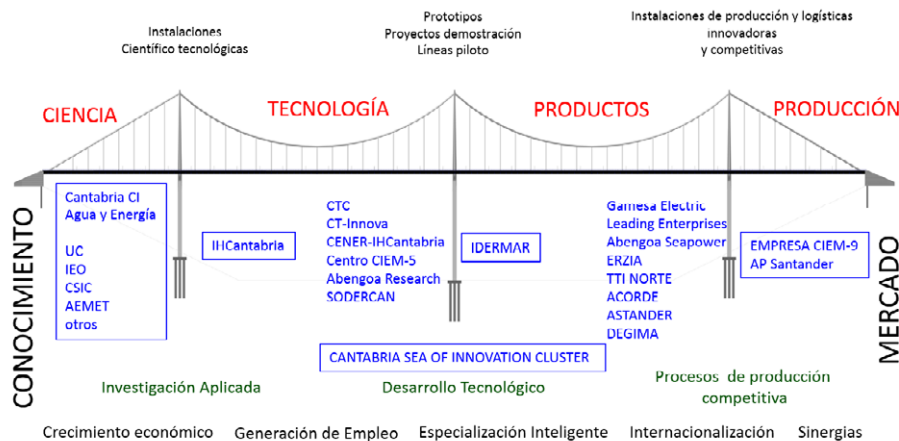 Instalaciones
Científico tecnológicas
Prototipos
Proyectos demostración
Líneas piloto
Instalaciones de producción y logísticas
innovadoras
y competitivas
CIENCIA
TECNOLOGÍA
PRODUCTOS
PRODUCCIÓN
CONOCIMIENTO
Cantabria CI
Agua y Energía
UC
IEO
CSIC
AEMET
otros
IHCantabria
CTC
CT-Innova
CENER-IHCantabria
Centro CIEM-5
Abengoa Research
SODERCAN
IDERMAR
Gamesa Electric
Leading Enterprises
Abengoa Seapower
ERZIA
TTI NORTE
ACORDE
ASTANDER
DEGIMA
EMPRESA CIEM-9
AP Santander
MERCADO
CANTABRIA SEA OF INNOVATION CLUSTER
Investigación Aplicada
Desarrollo Tecnológico
Procesos de producción
competitiva
Crecimiento económico
Generación de Empleo
Especialización Inteligente
Internacionalización
Sinergias